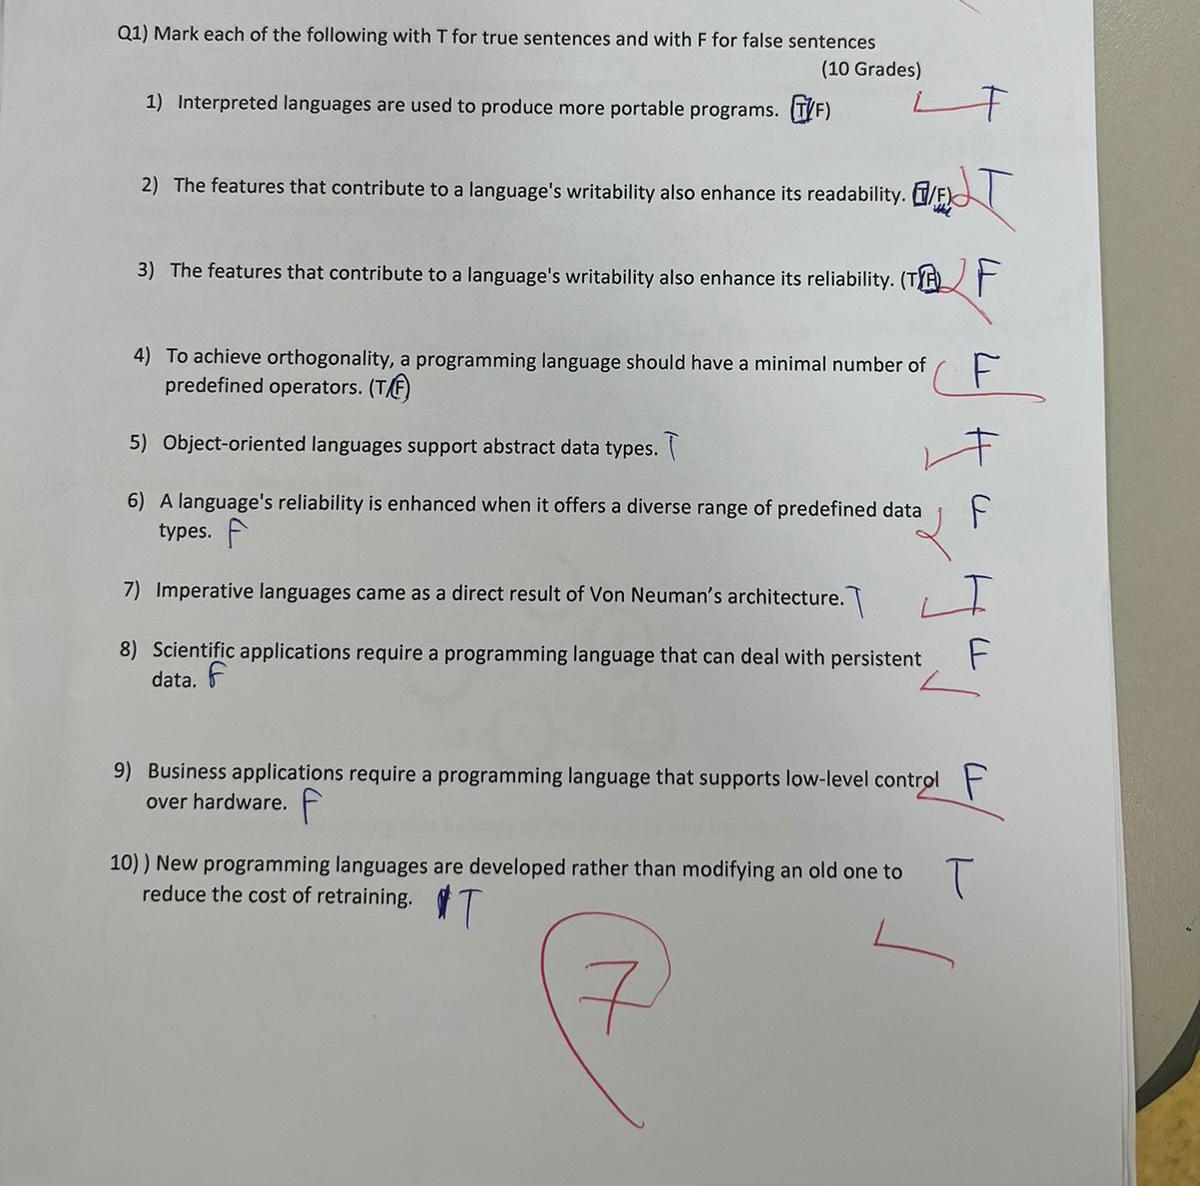 Q1) Mark each of the following with T for true sentences and with F for false sentences
(10 Grades)
1) Interpreted languages are used to produce more portable programs. (T/F) T
2) The features that contribute to a language's writability also enhance its readability. (T/F) T
3) The features that contribute to a language's writability also enhance its reliability. (T/F) F
4) To achieve orthogonality, a programming language should have a minimal number of F
predefined operators. (T/F)
5) Object-oriented languages support abstract data types. T T
6) A language's reliability is enhanced when it offers a diverse range of predefined data F
types. F
7) Imperative languages came as a direct result of Von Neuman's architecture. T T
8) Scientific applications require a programming language that can deal with persistent F
data. F
9) Business applications require a programming language that supports low-level control F
over hardware. F
10) ) New programming languages are developed rather than modifying an old one to T
reduce the cost of retraining. T
7